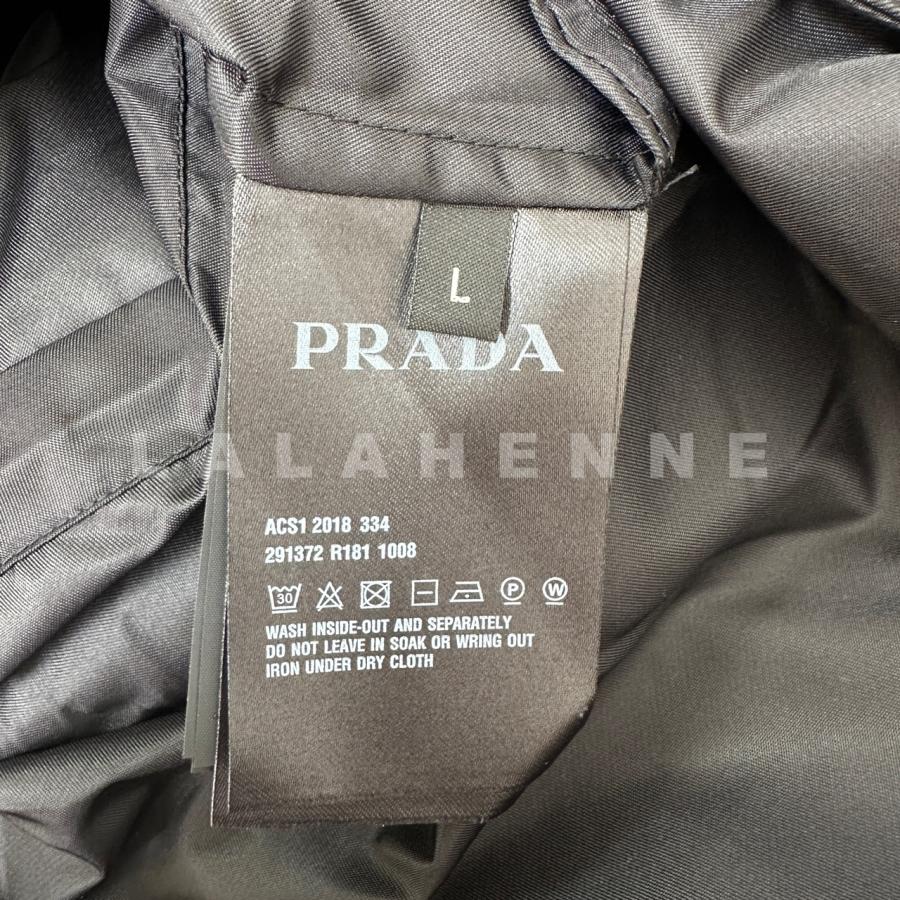 L
PRADA
LALAHENNE
ACS1 2018 334
291372 R181 1008
30 P W
WASH INSIDE-OUT AND SEPARATELY
DO NOT LEAVE IN SOAK OR WRING OUT
IRON UNDER DRY CLOTH